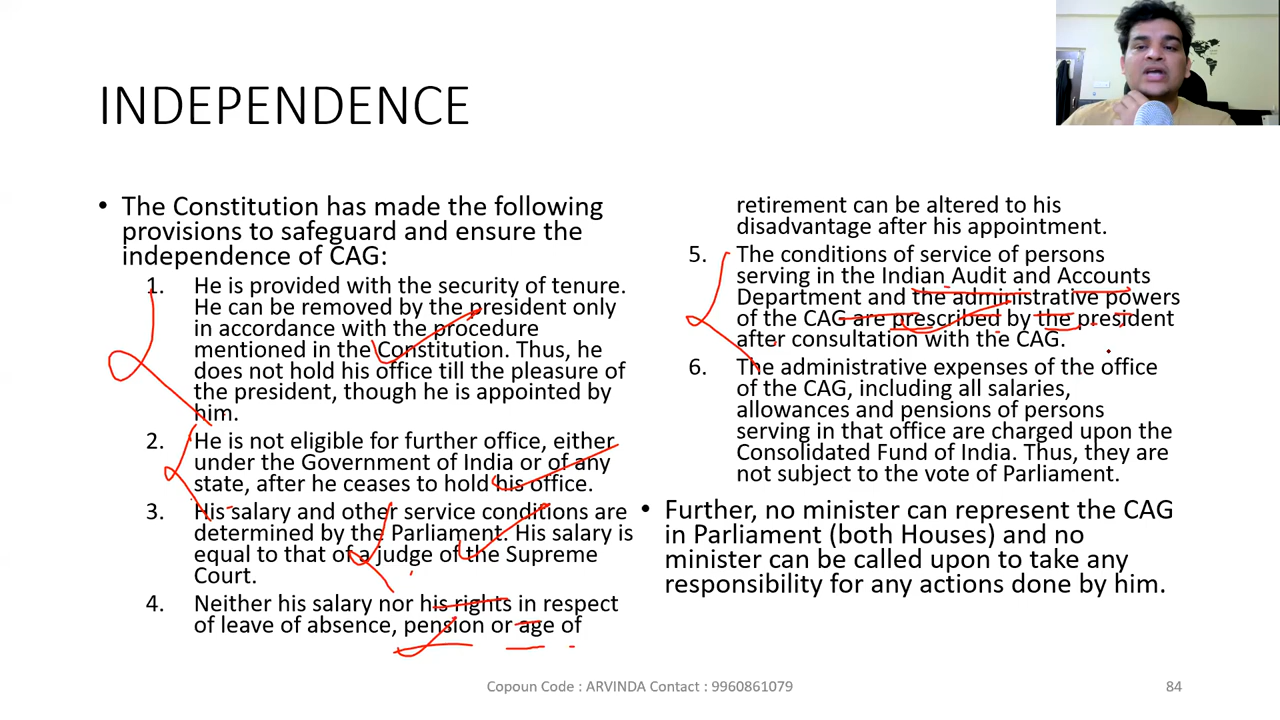 INDEPENDENCE
• The Constitution has made the following
provisions to safeguard and ensure the
independence of CAG:
1. He is provided with the security of tenure.
He can be removed by the president only
in accordance with the procedure
mentioned in the Constitution. Thus, he
does not hold his office till the pleasure of
the president, though he is appointed by
him.
2. He is not eligible for further office, either
under the Government of India or of any
state, after he ceases to hold his office.
3. His salary and other service conditions are
determined by the Parliament. His salary is
equal to that of a judge of the Supreme
Court.
4. Neither his salary nor his rights in respect
of leave of absence, pension or age of
retirement can be altered to his
disadvantage after his appointment.
5. The conditions of service of persons
serving in the Indian Audit and Accounts
Department and the administrative powers
of the CAG are prescribed by the president
after consultation with the CAG.
6. The administrative expenses of the office
of the CAG, including all salaries,
allowances and pensions of persons
serving in that office are charged upon the
Consolidated Fund of India. Thus, they are
not subject to the vote of Parliament.
• Further, no minister can represent the CAG
in Parliament (both Houses) and no
minister can be called upon to take any
responsibility for any actions done by him.
Copoun Code : ARVINDA Contact : 9960861079
84